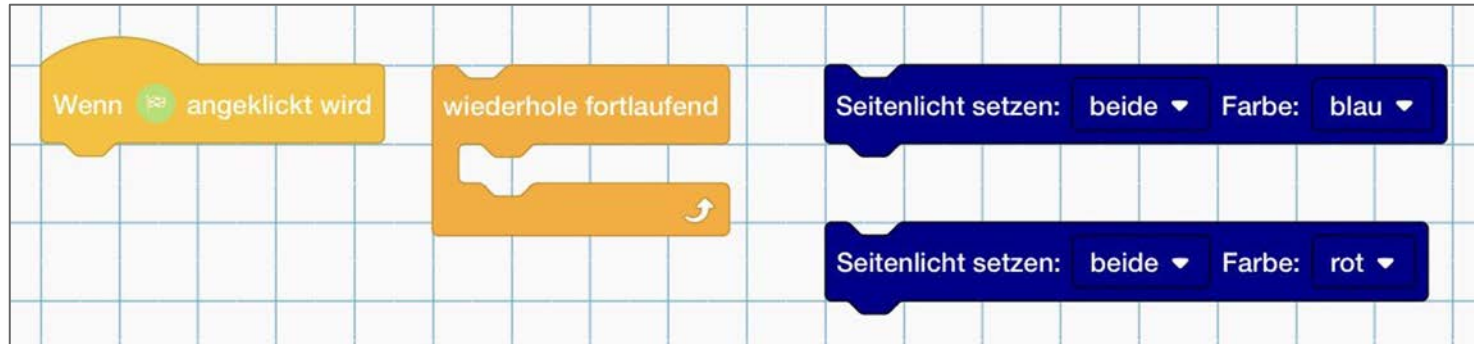 Wenn angeklickt wird
wiederhole fortlaufend
Seitenlicht setzen: beide Farbe: blau
Seitenlicht setzen: beide Farbe: rot